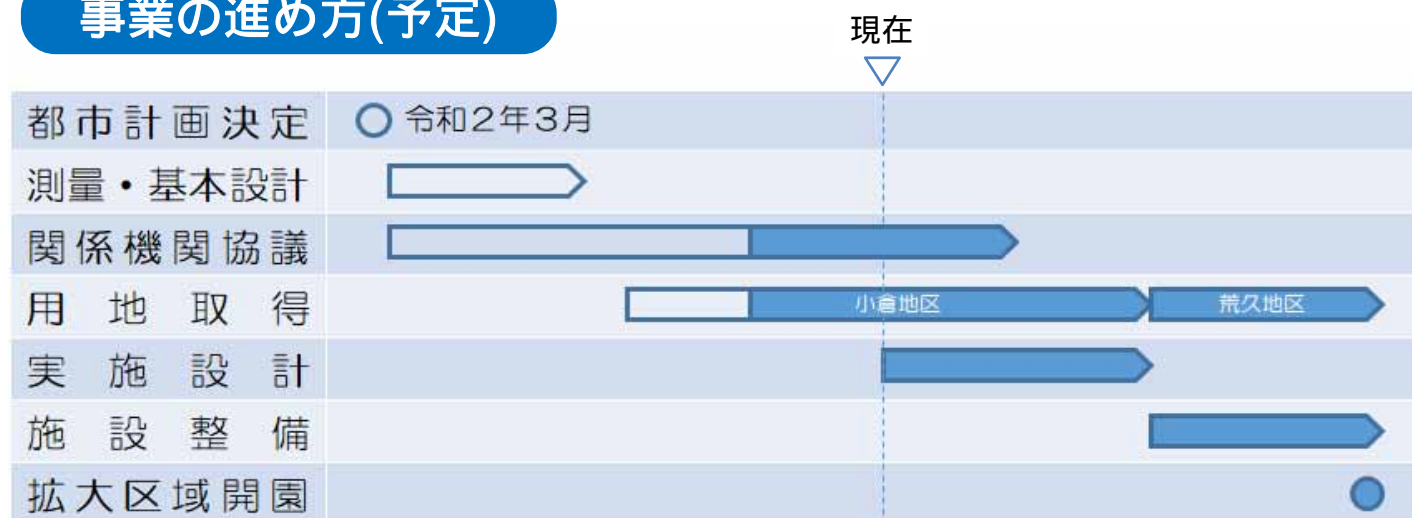 事業の進め方(予定)
現在
都市計画決定
令和2年3月
測量・基本設計
関係機関協議
用地取得
小倉地区
荒久地区
実施設計
施設整備
拡大区域開園